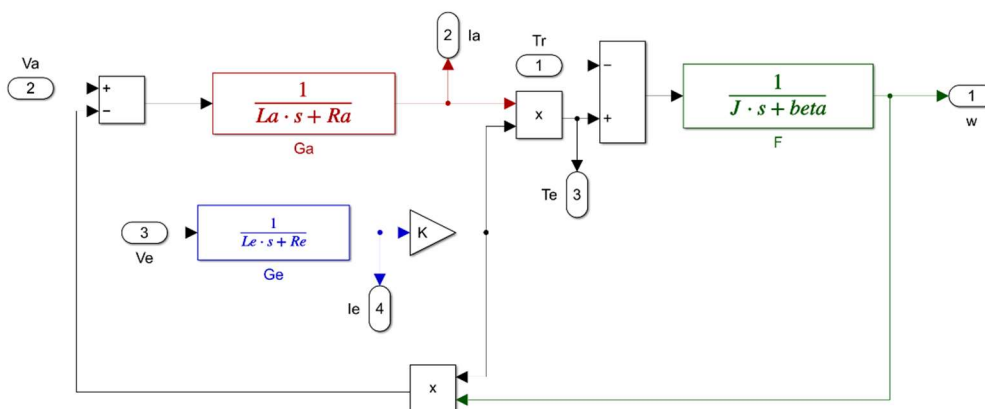 2 Ia
Tr
1
Va
2
+
−
1
La · s + Ra
Ga
x
−
+
1
J · s + beta
F
1
w
Te 3
3
Ve
1
Le · s + Re
Ge
K
Ie 4
x